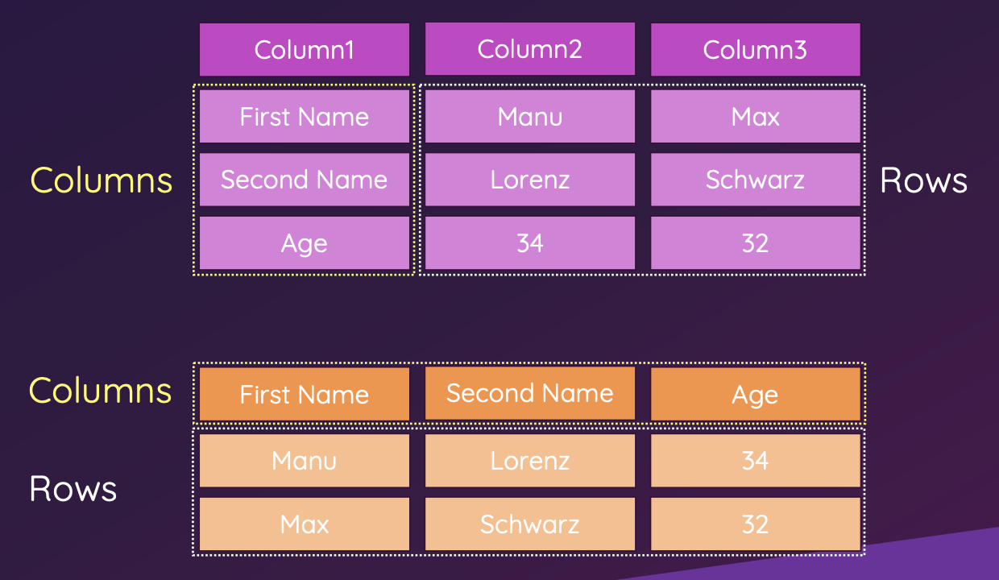 Column1 Column2 Column3
First Name Manu Max
Columns Second Name Lorenz Schwarz Rows
Age 34 32
Columns First Name Second Name Age
Manu Lorenz 34
Rows
Max Schwarz 32